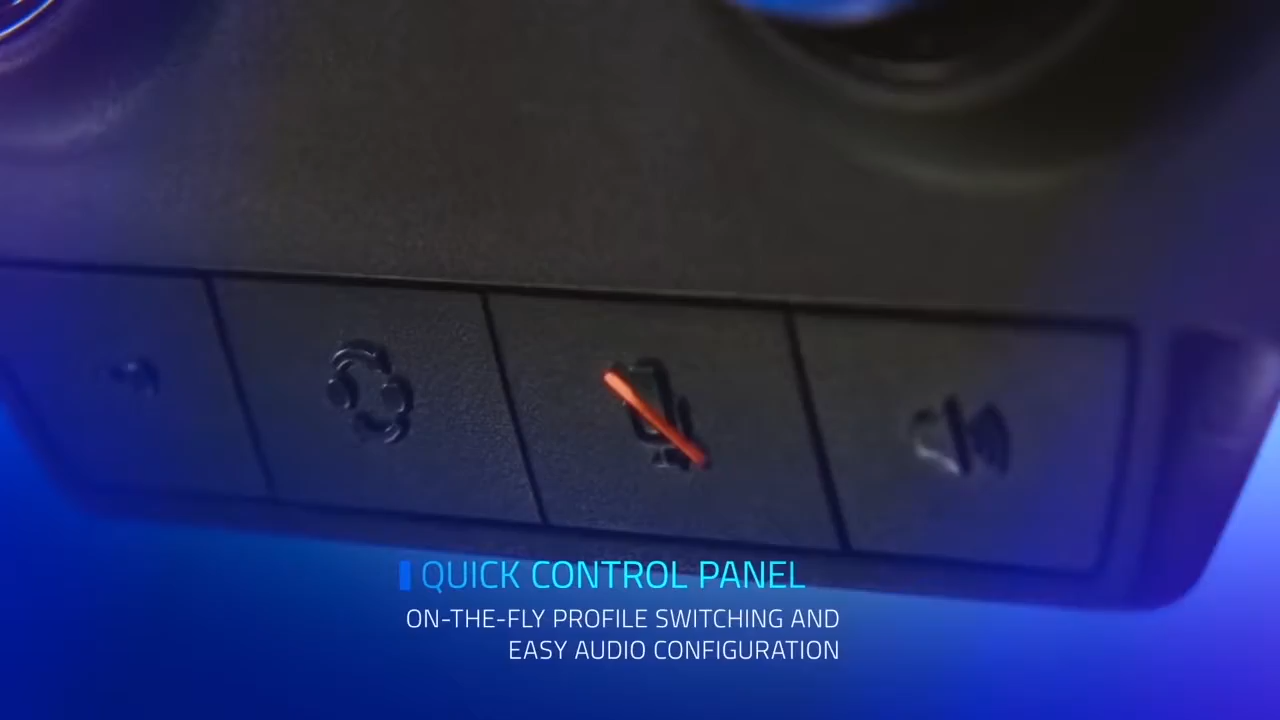 QUICK CONTROL PANEL
ON-THE-FLY PROFILE SWITCHING AND
EASY AUDIO CONFIGURATION